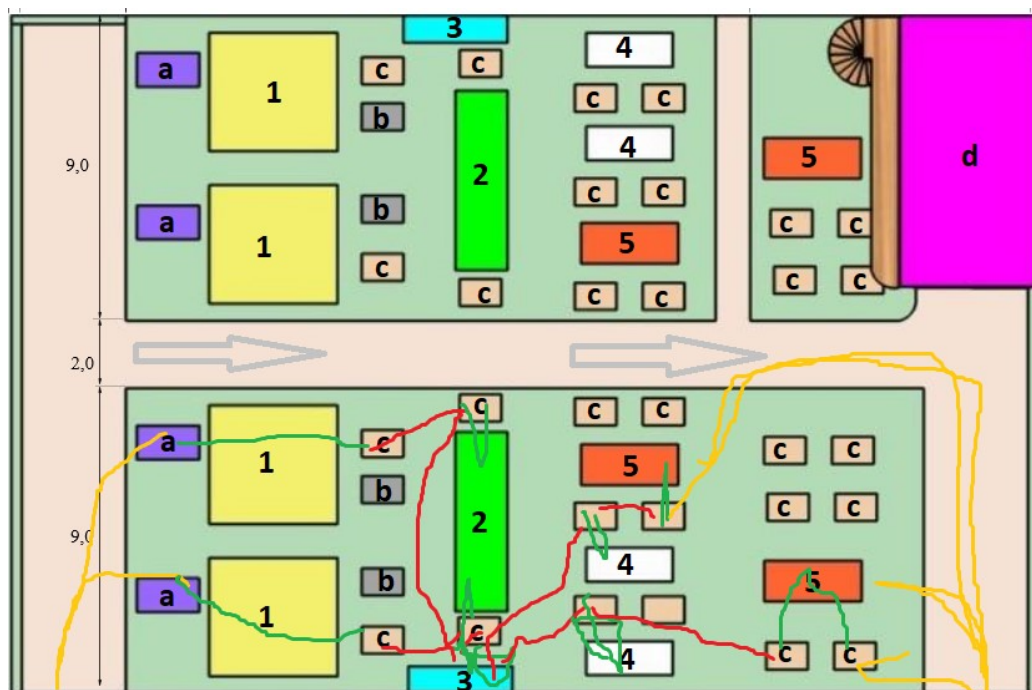 3
a 1 c c 4
b c c
9,0 2 4 5 d
a 1 b c c c c
5
c c c c c c
2,0
c c c
a 1 c 5 c c
b 2 c c
9,0
b 4 5
a 1 c c
4 c c
3